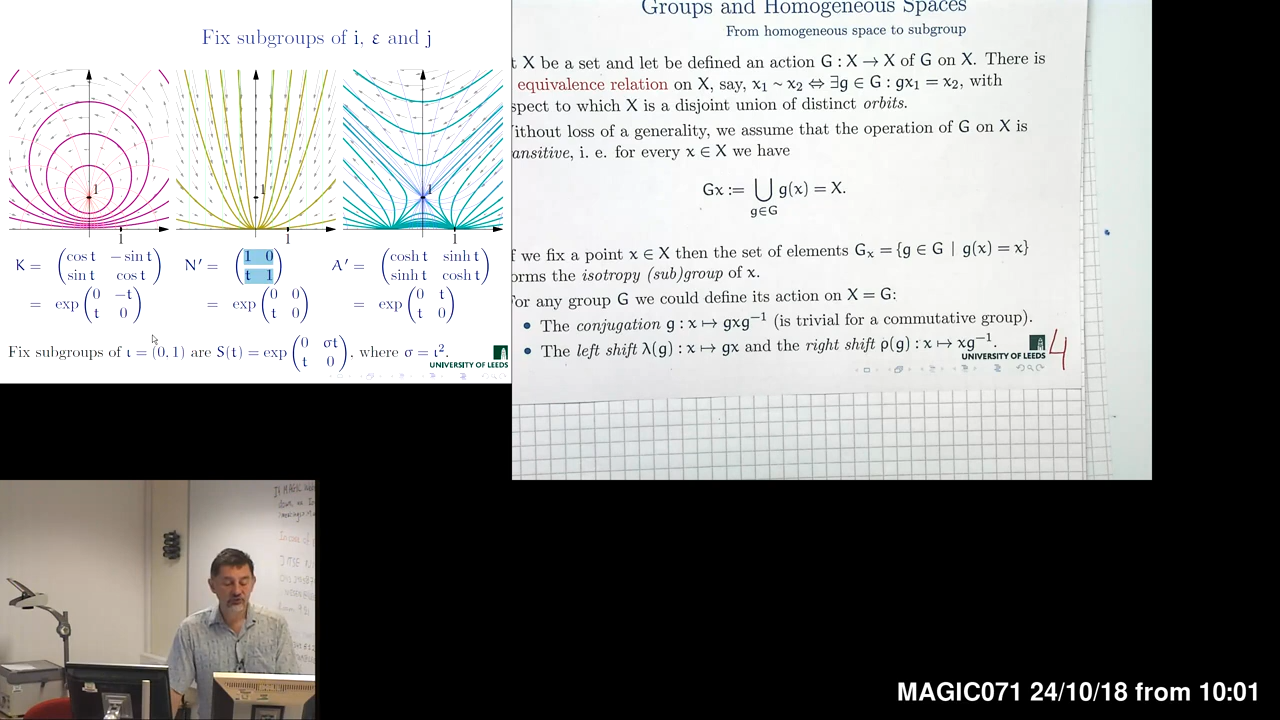 Fix subgroups of i, ε and j
1
1
1
1
1
1
K = (cos t − sin t
sin t cos t)
= exp (0 −t
t 0)
N′ = (1 0
t 1)
= exp (0 0
t 0)
A′ = (cosh t sinh t
sinh t cosh t)
= exp (0 t
t 0)
Fix subgroups of ι = (0, 1) are S(t) = exp (0 σt
t 0), where σ = ι².
UNIVERSITY OF LEEDS
Groups and Homogeneous Spaces
From homogeneous space to subgroup
t X be a set and let be defined an action G : X → X of G on X. There is
equivalence relation on X, say, x₁ ~ x₂ ⇔ ∃g ∈ G : gx₁ = x₂, with
spect to which X is a disjoint union of distinct orbits.
ithout loss of a generality, we assume that the operation of G on X is
ansitive, i. e. for every x ∈ X we have
Gx := ⋃ g(x) = X.
g∈G
f we fix a point x ∈ X then the set of elements Gₓ = {g ∈ G | g(x) = x}
orms the isotropy (sub)group of x.
For any group G we could define its action on X = G:
• The conjugation g : x ↦ gxg⁻¹ (is trivial for a commutative group).
• The left shift λ(g) : x ↦ gx and the right shift ρ(g) : x ↦ xg⁻¹.
UNIVERSITY OF LEEDS
4
MAGIC071 24/10/18 from 10:01